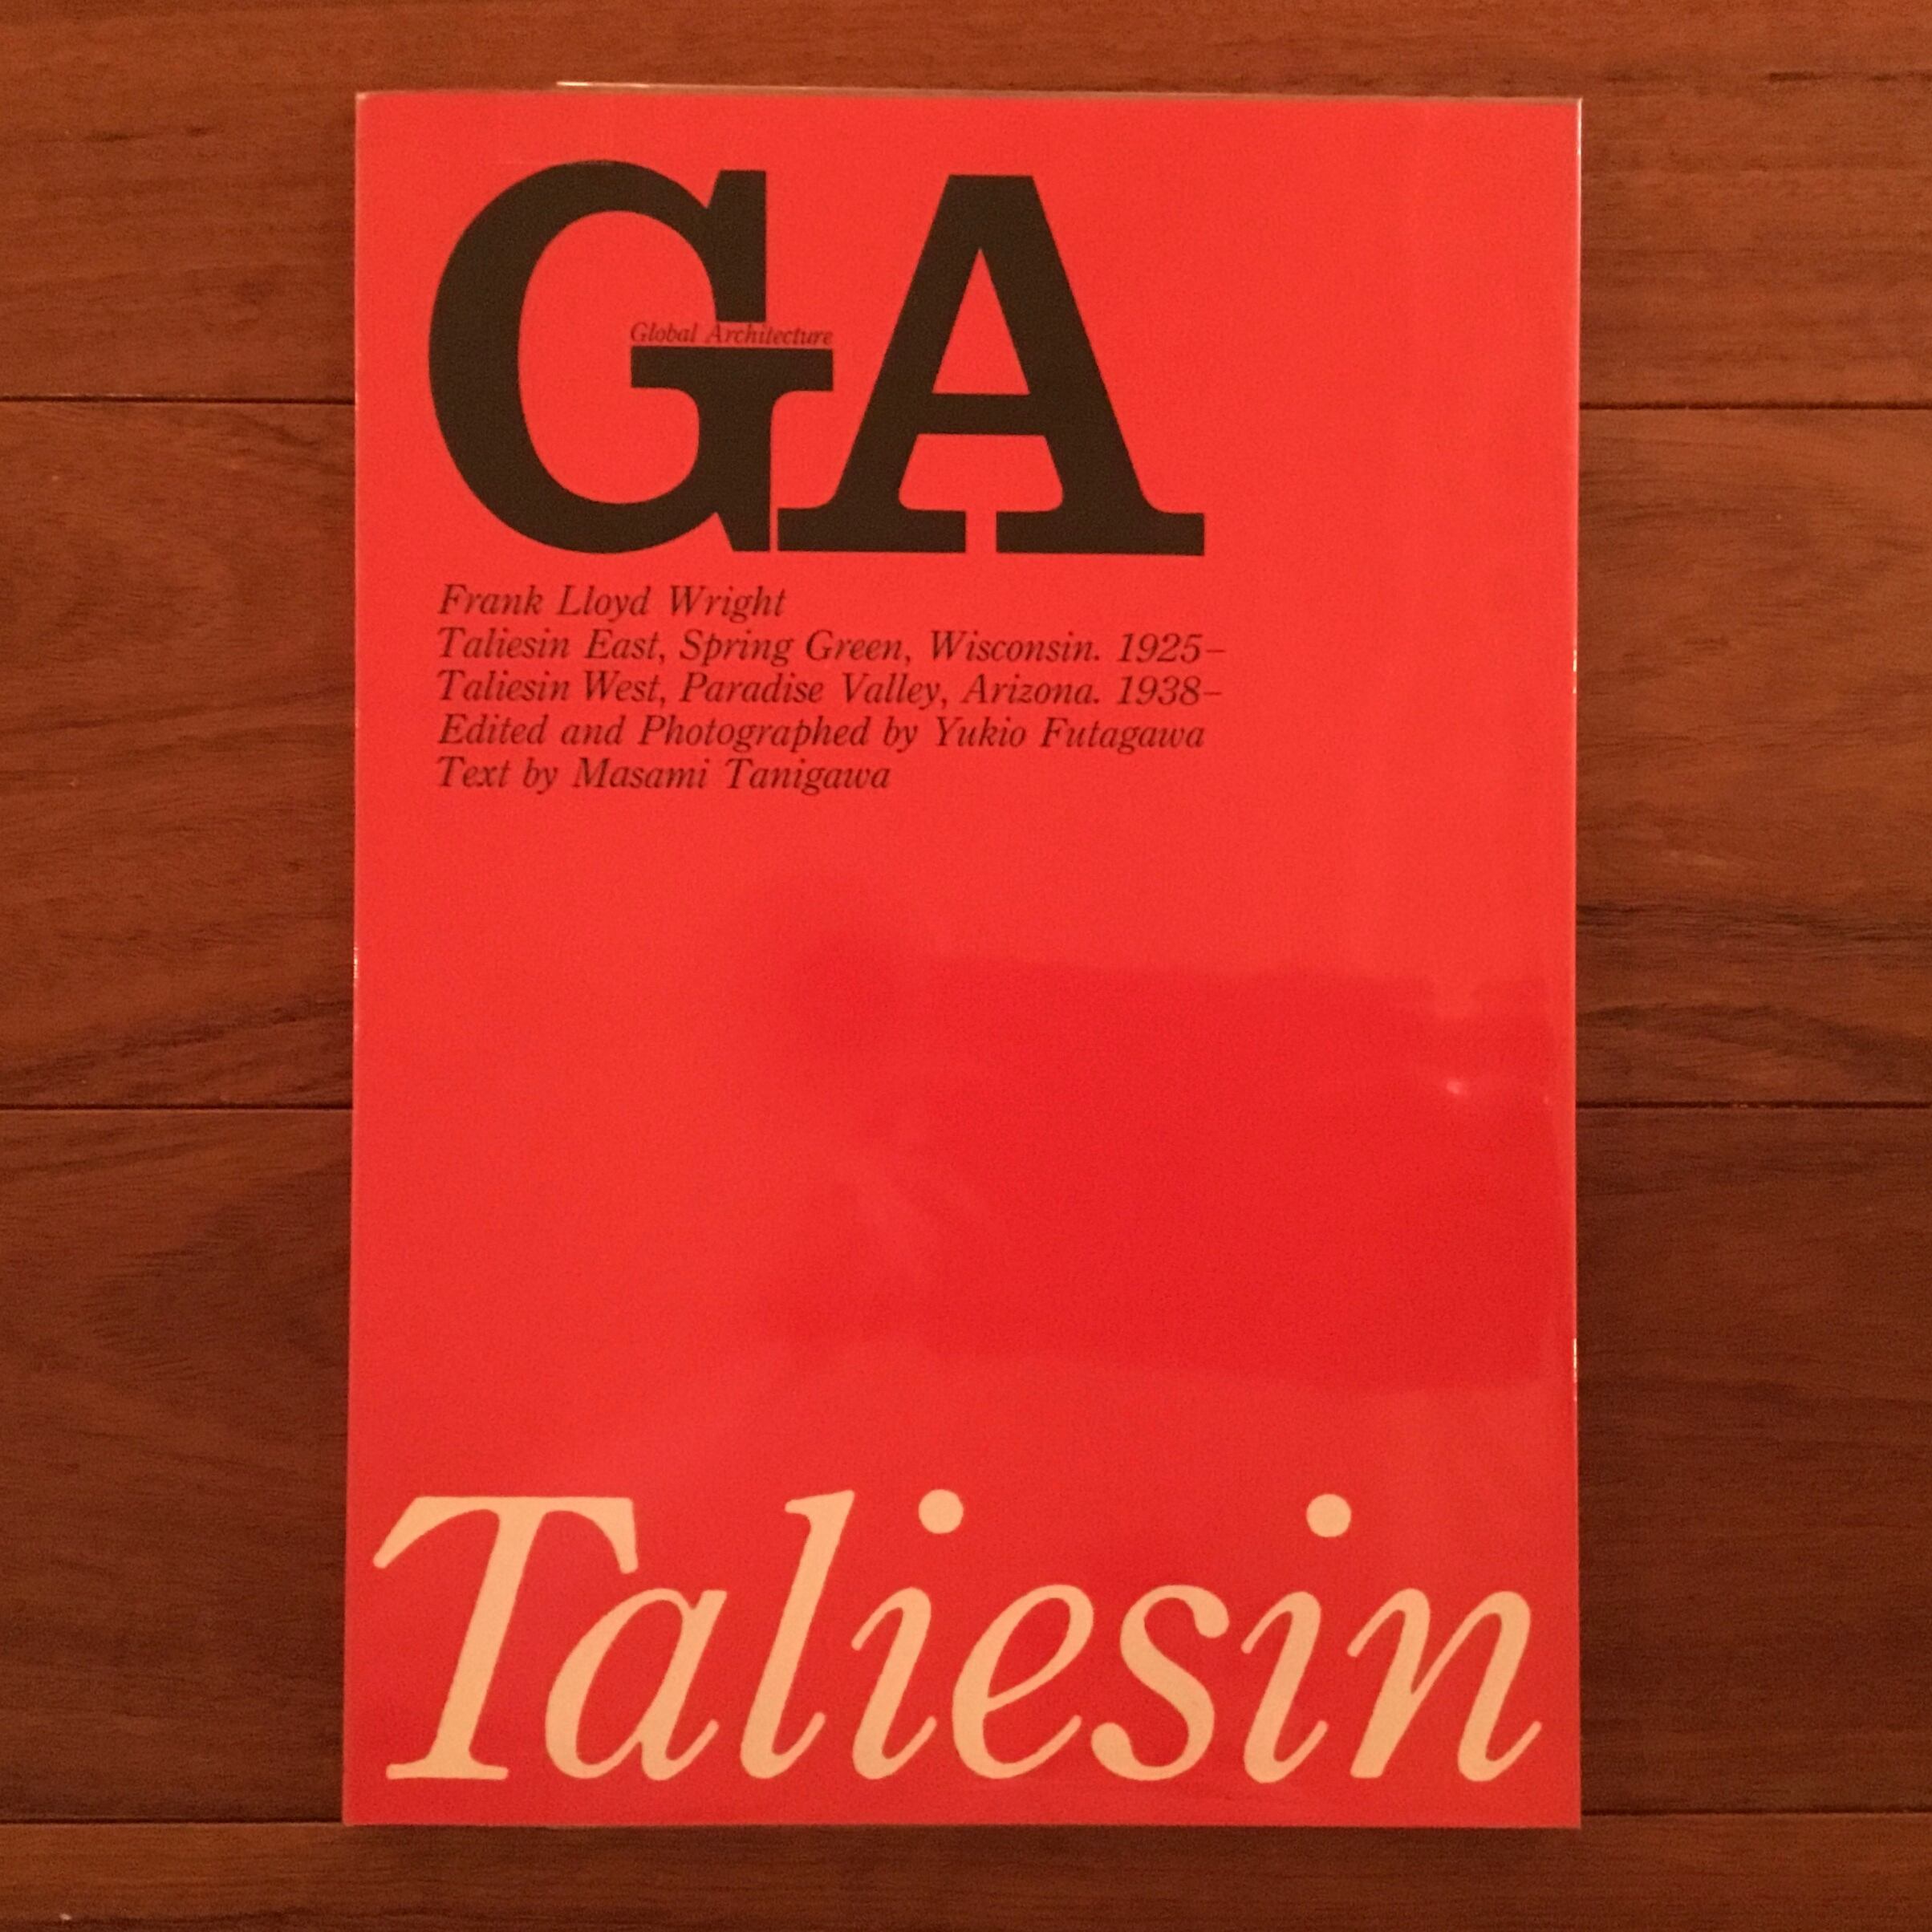 GA
Global Architecture
Frank Lloyd Wright
Taliesin East, Spring Green, Wisconsin. 1925–
Taliesin West, Paradise Valley, Arizona. 1938–
Edited and Photographed by Yukio Futagawa
Text by Masami Tanigawa
Taliesin